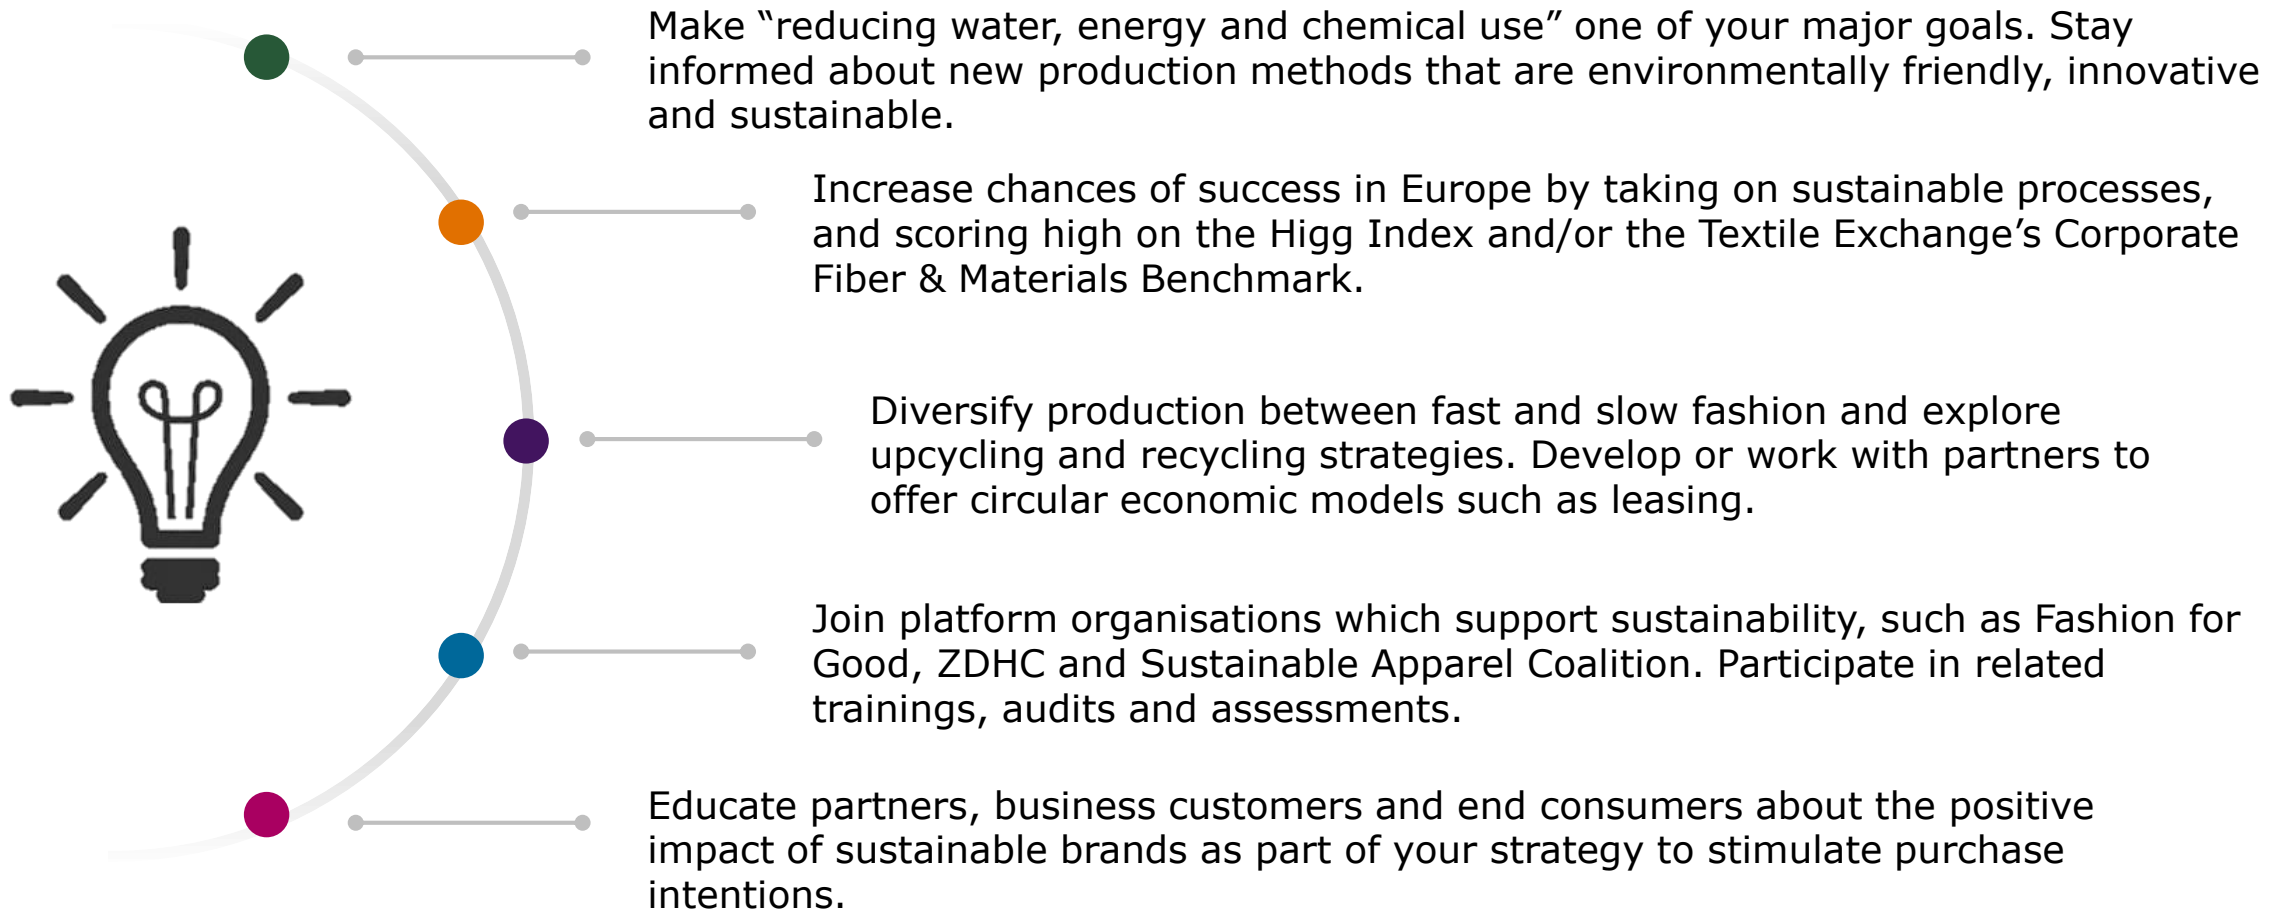 Make “reducing water, energy and chemical use” one of your major goals. Stay
informed about new production methods that are environmentally friendly, innovative
and sustainable.
Increase chances of success in Europe by taking on sustainable processes,
and scoring high on the Higg Index and/or the Textile Exchange’s Corporate
Fiber & Materials Benchmark.
Diversify production between fast and slow fashion and explore
upcycling and recycling strategies. Develop or work with partners to
offer circular economic models such as leasing.
Join platform organisations which support sustainability, such as Fashion for
Good, ZDHC and Sustainable Apparel Coalition. Participate in related
trainings, audits and assessments.
Educate partners, business customers and end consumers about the positive
impact of sustainable brands as part of your strategy to stimulate purchase
intentions.